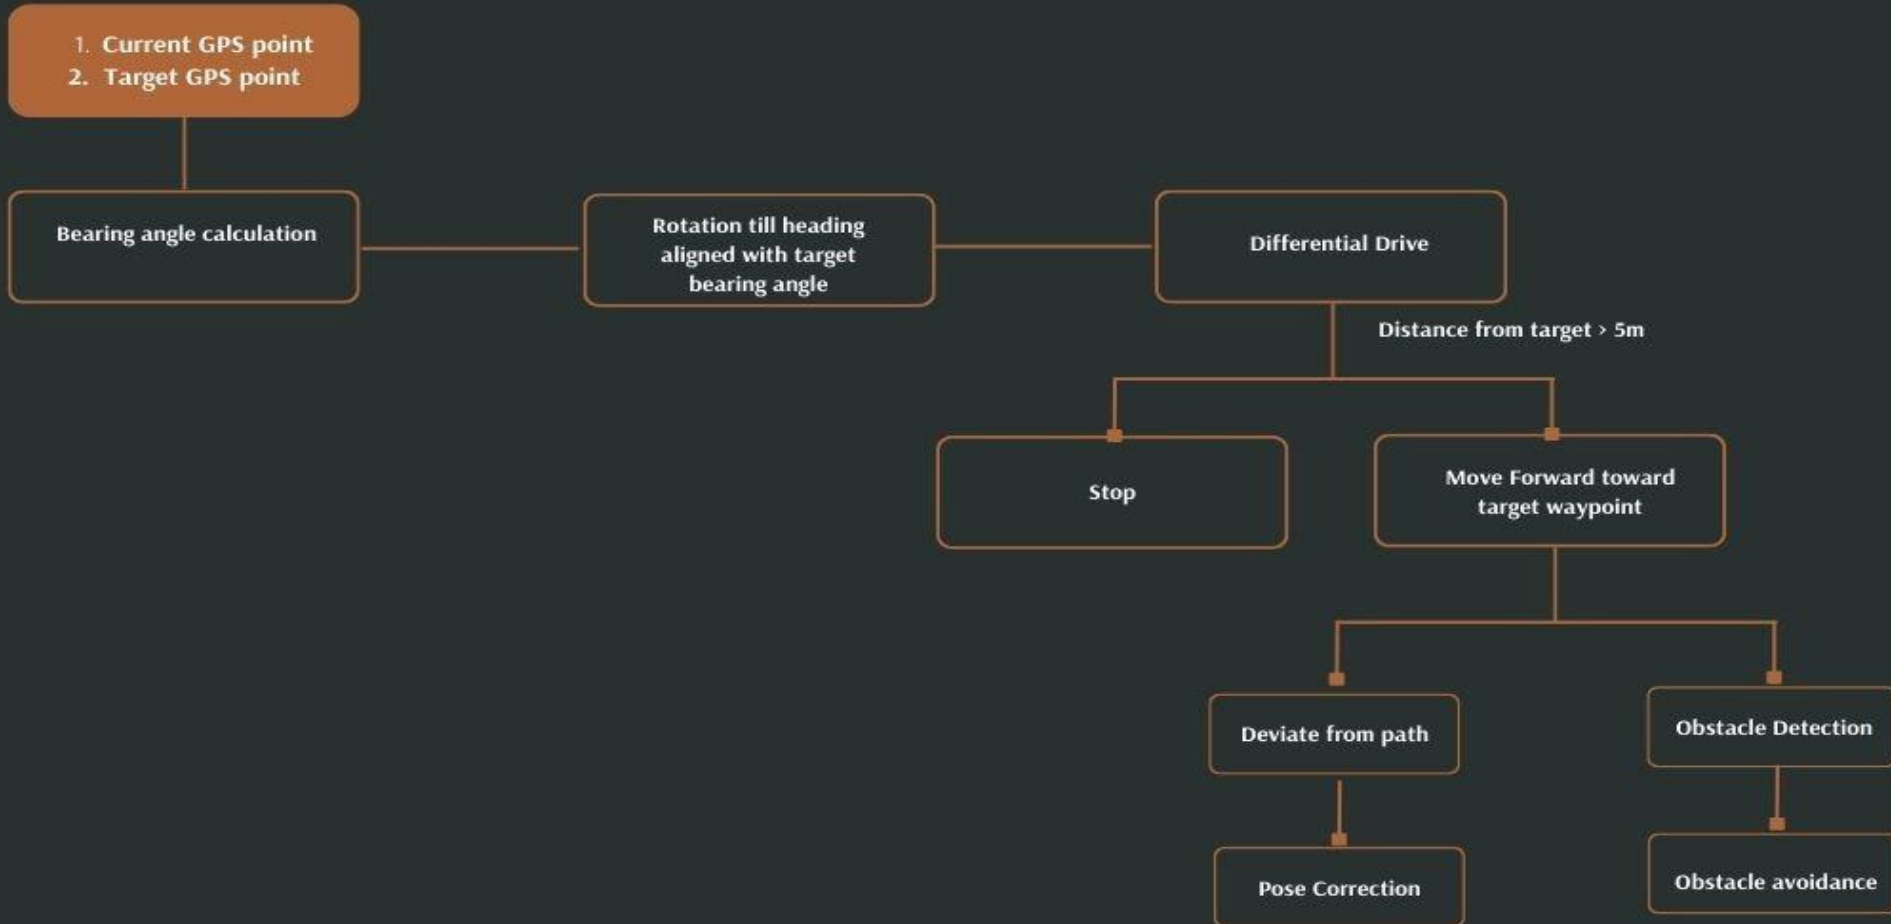 1. Current GPS point
2. Target GPS point
Bearing angle calculation
Rotation till heading
aligned with target
bearing angle
Differential Drive
Distance from target > 5m
Stop
Move Forward toward
target waypoint
Deviate from path
Obstacle Detection
Pose Correction
Obstacle avoidance